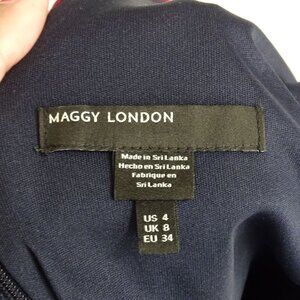 MAGGY LONDON
Made in Sri Lanka
Hecho en Sri Lanka
Fabrique en
Sri Lanka
US 4
UK 8
EU 34